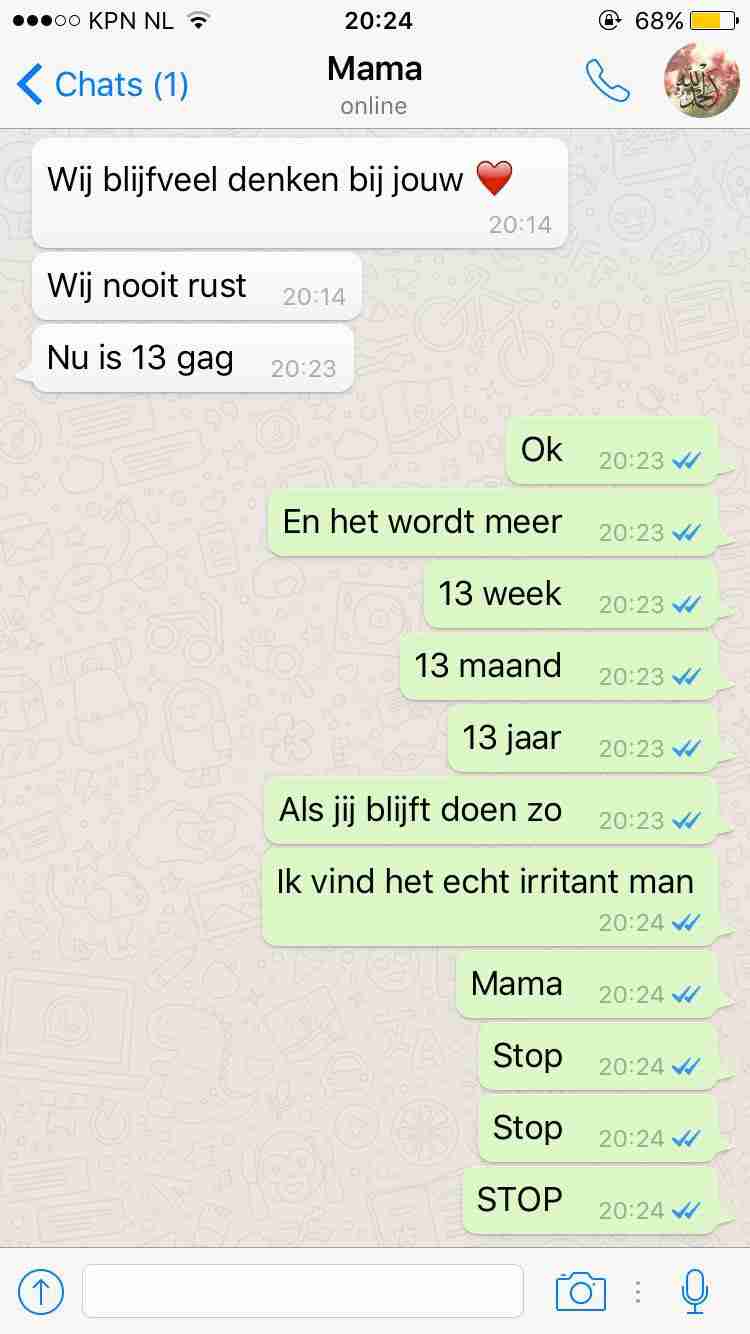 KPN NL 20:24 68%
Chats (1) Mama
online
Wij blijfveel denken bij jouw ❤️
20:14
Wij nooit rust 20:14
Nu is 13 gag 20:23
Ok 20:23
En het wordt meer 20:23
13 week 20:23
13 maand 20:23
13 jaar 20:23
Als jij blijft doen zo 20:23
Ik vind het echt irritant man
20:24
Mama 20:24
Stop 20:24
Stop 20:24
STOP 20:24